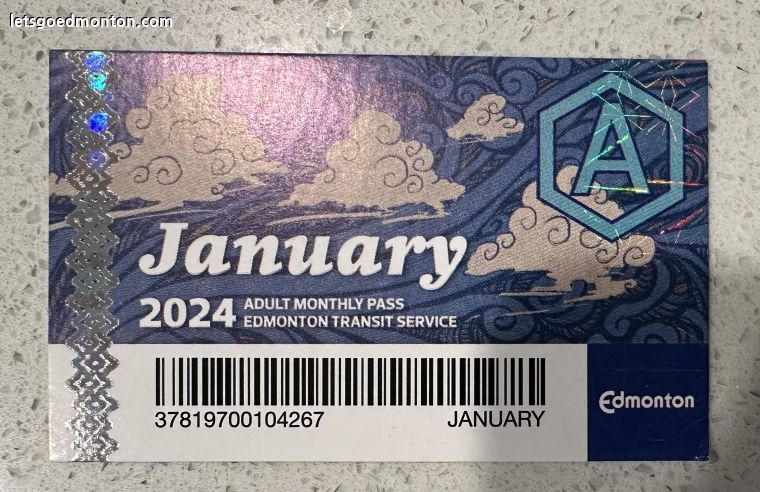 letsgoedmonton.com
A
January
2024 ADULT MONTHLY PASS
EDMONTON TRANSIT SERVICE
37819700104267 JANUARY
Edmonton